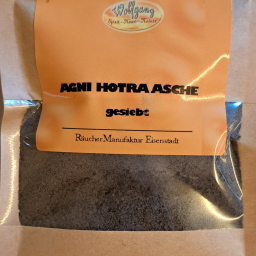 Wolfgang
AGNI HOTRA ASCHE
gesiebt
RäucherManufaktur Eisenstadt